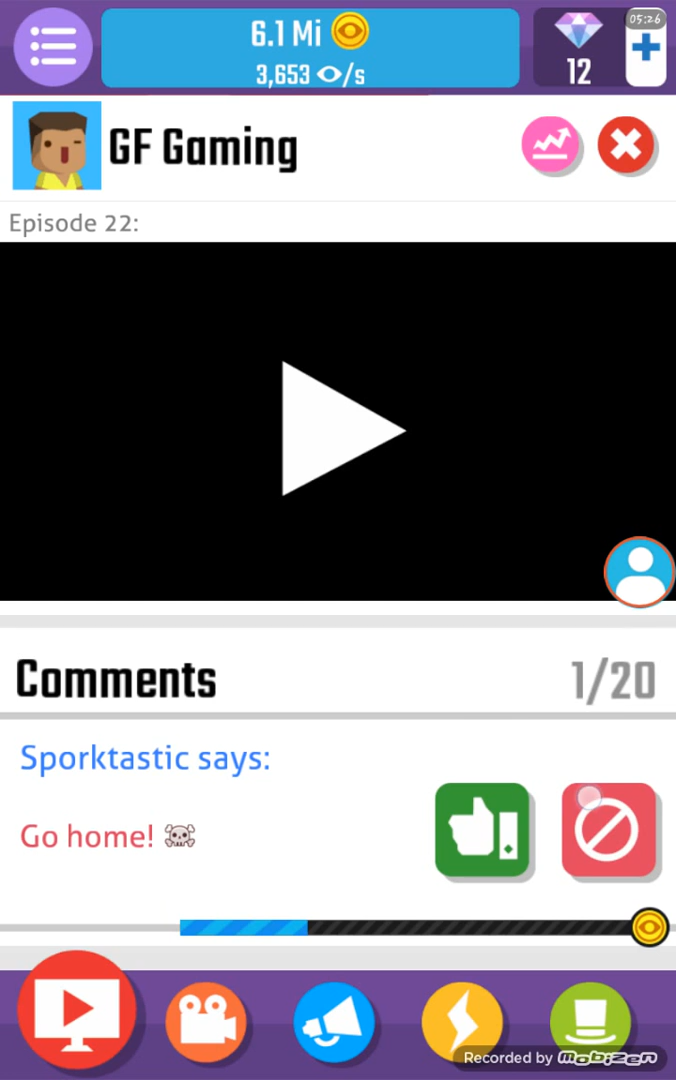 6.1 Mi
3,653 /s
12
05:26
GF Gaming
Episode 22:
Comments
1/20
Sporktastic says:
Go home!
Recorded by mobizen